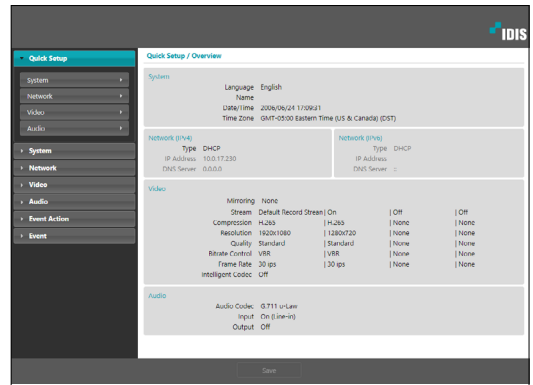 IDIS
Quick Setup
System
Network
Video
Audio
System
Network
Video
Audio
Event Action
Event
Quick Setup / Overview
System
Language English
Name
Date/Time 2006/06/24 17:09:31
Time Zone GMT-05:00 Eastern Time (US & Canada) (DST)
Network (IPv4)
Type DHCP
IP Address 10.0.17.230
DNS Server 0.0.0.0
Network (IPv6)
Type DHCP
IP Address
DNS Server ::
Video
Mirroring None
Stream Default Record Stream | On | Off | Off
Compression H.265 | H.265 | None | None
Resolution 1920x1080 | 1280x720 | None | None
Quality Standard | Standard | None | None
Bitrate Control VBR | VBR | None | None
Frame Rate 30 ips | 30 ips | None | None
Intelligent Codec Off
Audio
Audio Codec G.711 u-Law
Input On (Line-in)
Output Off
Save